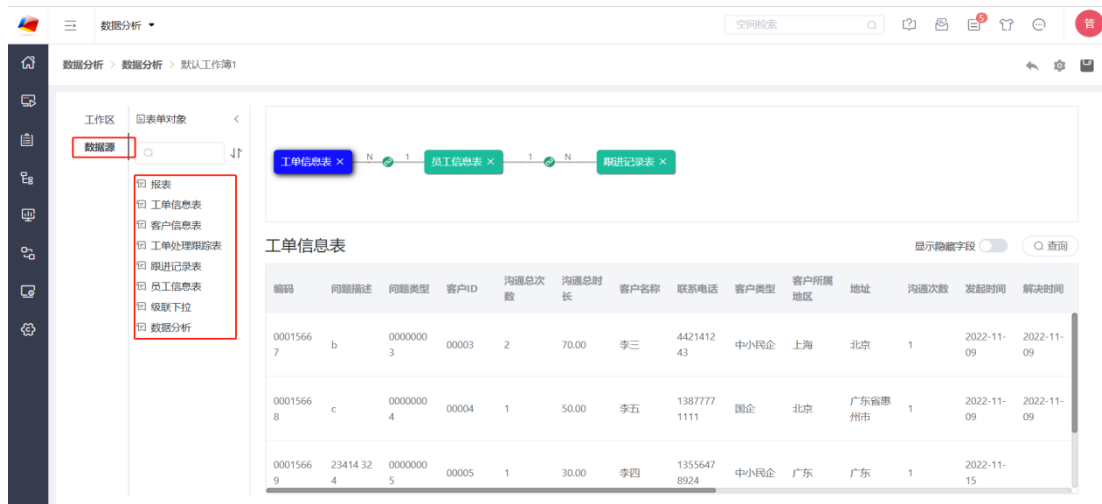 数据分析
空间检索
5
管
数据分析 > 数据分析 > 默认工作簿1
工作区
数据源
表单对象
报表
工单信息表
客户信息表
工单处理跟踪表
跟进记录表
员工信息表
级联下拉
数据分析
工单信息表 × N 1 员工信息表 × 1 N 跟进记录表 ×
工单信息表
显示隐藏字段
查询
编码 问题描述 问题类型 客户ID 沟通总次数 沟通总时长 客户名称 联系电话 客户类型 客户所属地区 地址 沟通次数 发起时间 解决时间
00015667 b 00000003 00003 2 70.00 李三 442141243 中小民企 上海 北京 1 2022-11-09 2022-11-09
00015668 c 00000004 00004 1 50.00 李五 13877771111 国企 北京 广东省惠州市 1 2022-11-09 2022-11-09
00015669 23414 324 00000005 00005 1 30.00 李四 13556478924 中小民企 广东 广东 1 2022-11-15